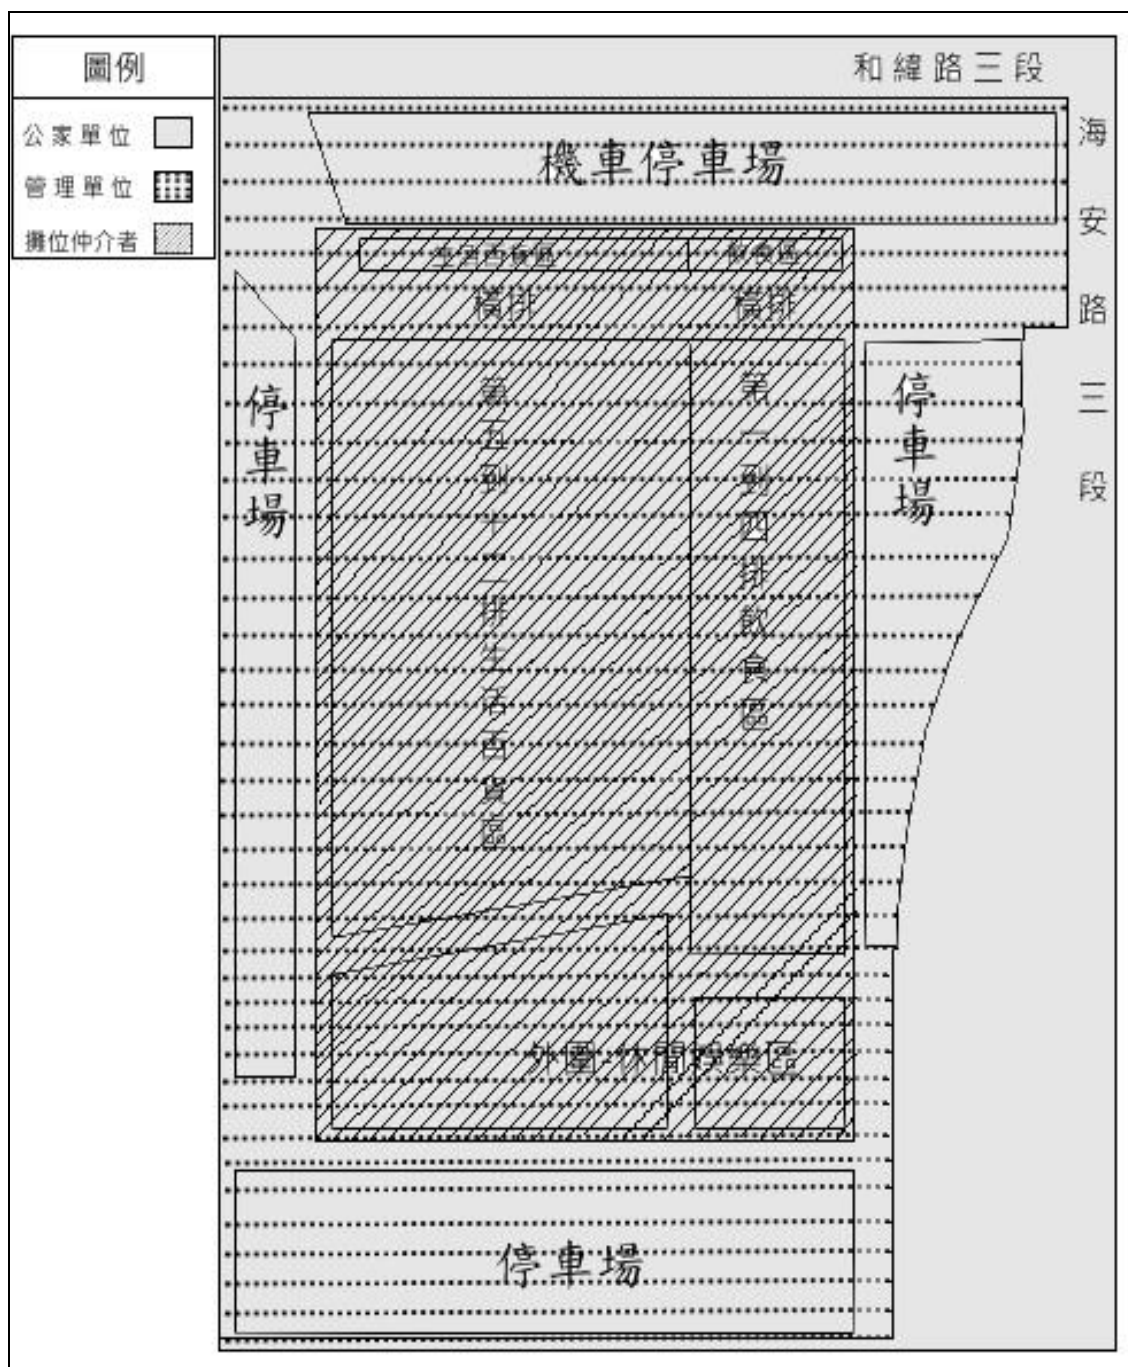 圖例
公家單位
管理單位
攤位仲介者
和緯路三段
海安路三段
機車停車場
生活百貨區
飲食區
橫排
橫排
停車場
第五到十二排生活百貨區
第一到四排飲食區
停車場
外圍 休閒娛樂區
停車場